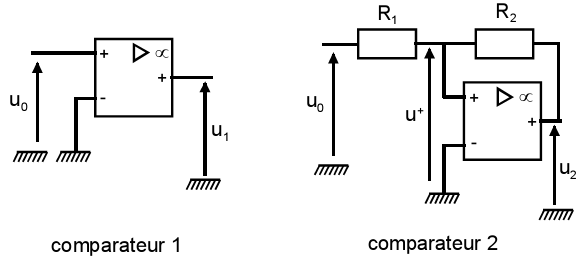 R1 R2
+ ▷ ∝
u0
-
+
u1
u0
u+
+ ▷ ∝
-
+
u2
comparateur 1
comparateur 2